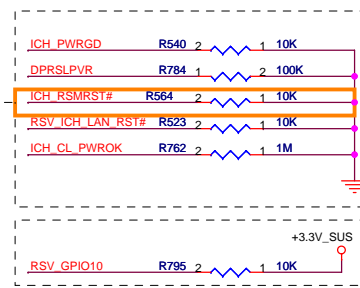 ICH_PWRGD R540 2 1 10K
DPRSLPVR R784 1 2 100K
ICH_RSMRST# R564 2 1 10K
RSV_ICH_LAN_RST# R523 2 1 10K
ICH_CL_PWROK R762 2 1 1M
+3.3V_SUS
RSV_GPIO10 R795 2 1 10K